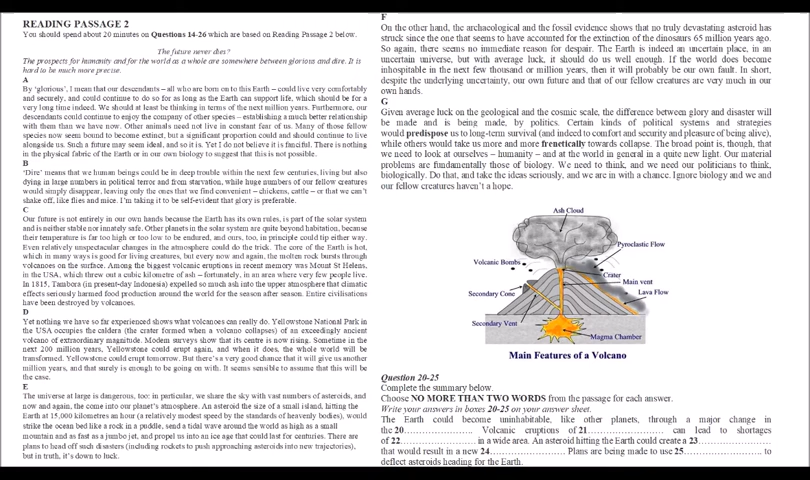 READING PASSAGE 2
You should spend about 20 minutes on Questions 14-26 which are based on Reading Passage 2 below.
The future never dies?
The prospects for humanity and for the world as a whole are somewhere between glorious and dire. It is
hard to be much more precise.
A
By 'glorious', I mean that our descendants – all who are born on to this Earth – could live very comfortably
and securely, and could continue to do so for as long as the Earth can support life, which should be for a
very long time indeed. We should at least be thinking in terms of the next million years. Furthermore, our
descendants could continue to enjoy the company of other species – establishing a much better relationship
with them than we have now. Other animals need not live in constant fear of us. Many of those fellow
species now seem bound to become extinct, but a significant proportion could and should continue to live
alongside us. Such a future may seem ideal, and so it is. Yet I do not believe it is fanciful. There is nothing
in the physical fabric of the Earth or in our own biology to suggest that this is not possible.
B
'Dire' means that we human beings could be in deep trouble within the next few centuries, living but also
dying in large numbers in political terror and from starvation, while huge numbers of our fellow creatures
would simply disappear, leaving only the ones that we find convenient – chickens, cattle – or that we can't
shake off, like flies and mice. I'm taking it to be self-evident that glory is preferable.
C
Our future is not entirely in our own hands because the Earth has its own rules, is part of the solar system
and is neither stable nor innately safe. Other planets in the solar system are quite beyond habitation, because
their temperature is far too high or too low to be endured, and ours, too, in principle could tip either way.
Even relatively unspectacular changes in the atmosphere could do the trick. The core of the Earth is hot,
which in many ways is good for living creatures, but every now and again, the molten rock bursts through
volcanoes on the surface. Among the biggest volcanic eruptions in recent memory was Mount St Helens,
in the USA, which threw out a cubic kilometre of ash – fortunately, in an area where very few people live.
In 1815, Tambora (in present-day Indonesia) expelled so much ash into the upper atmosphere that climatic
effects seriously harmed food production around the world for the season after season. Entire civilisations
have been destroyed by volcanoes.
D
Yet nothing we have so far experienced shows what volcanoes can really do. Yellowstone National Park in
the USA occupies the caldera (the crater formed when a volcano collapses) of an exceedingly ancient
volcano of extraordinary magnitude. Modem surveys show that its centre is now rising. Sometime in the
next 200 million years, Yellowstone could erupt again, and when it does, the whole world will be
transformed. Yellowstone could erupt tomorrow. But there's a very good chance that it will give us another
million years, and that surely is enough to be going on with. It seems sensible to assume that this will be
the case.
E
The universe at large is dangerous, too: in particular, we share the sky with vast numbers of asteroids, and
now and again, the come into our planet's atmosphere. An asteroid the size of a small island, hitting the
Earth at 15.000 kilometres an hour (a relatively modest speed by the standards of heavenly bodies), would
strike the ocean bed like a rock in a puddle, send a tidal wave around the world as high as a small
mountain and as fast as a jumbo jet, and propel us into an ice age that could last for centuries. There are
plans to head off such disasters (including rockets to push approaching asteroids into new trajectories),
but in truth, it's down to luck.
F
On the other hand, the archaeological and the fossil evidence shows that no truly devastating asteroid has
struck since the one that seems to have accounted for the extinction of the dinosaurs 65 million years ago.
So again, there seems no immediate reason for despair. The Earth is indeed an uncertain place, in an
uncertain universe, but with average luck, it should do us well enough. If the world does become
inhospitable in the next few thousand or million years, then it will probably be our own fault. In short,
despite the underlying uncertainty, our own future and that of our fellow creatures are very much in our
own hands.
G
Given average luck on the geological and the cosmic scale, the difference between glory and disaster will
be made and is being made, by politics. Certain kinds of political systems and strategies
would predispose us to long-term survival (and indeed to comfort and security and pleasure of being alive),
while others would take us more and more frenetically towards collapse. The broad point is, though, that
we need to look at ourselves – humanity – and at the world in general in a quite new light. Our material
problems are fundamentally those of biology. We need to think, and we need our politicians to think,
biologically. Do that, and take the ideas seriously, and we are in with a chance. Ignore biology and we and
our fellow creatures haven't a hope.
Ash Cloud
Pyroclastic Flow
Volcanic Bombs
Crater
Main vent
Secondary Cone
Lava Flow
Secondary Vent
Magma Chamber
Main Features of a Volcano
Question 20-25
Complete the summary below.
Choose NO MORE THAN TWO WORDS from the passage for each answer.
Write your answers in boxes 20-25 on your answer sheet.
The Earth could become uninhabitable, like other planets, through a major change in
the 20…………………. Volcanic eruptions of 21…………………… can lead to shortages
of 22…………………… in a wide area. An asteroid hitting the Earth could create a 23……………….
that would result in a new 24…………………… Plans are being made to use 25…………………… to
deflect asteroids heading for the Earth.